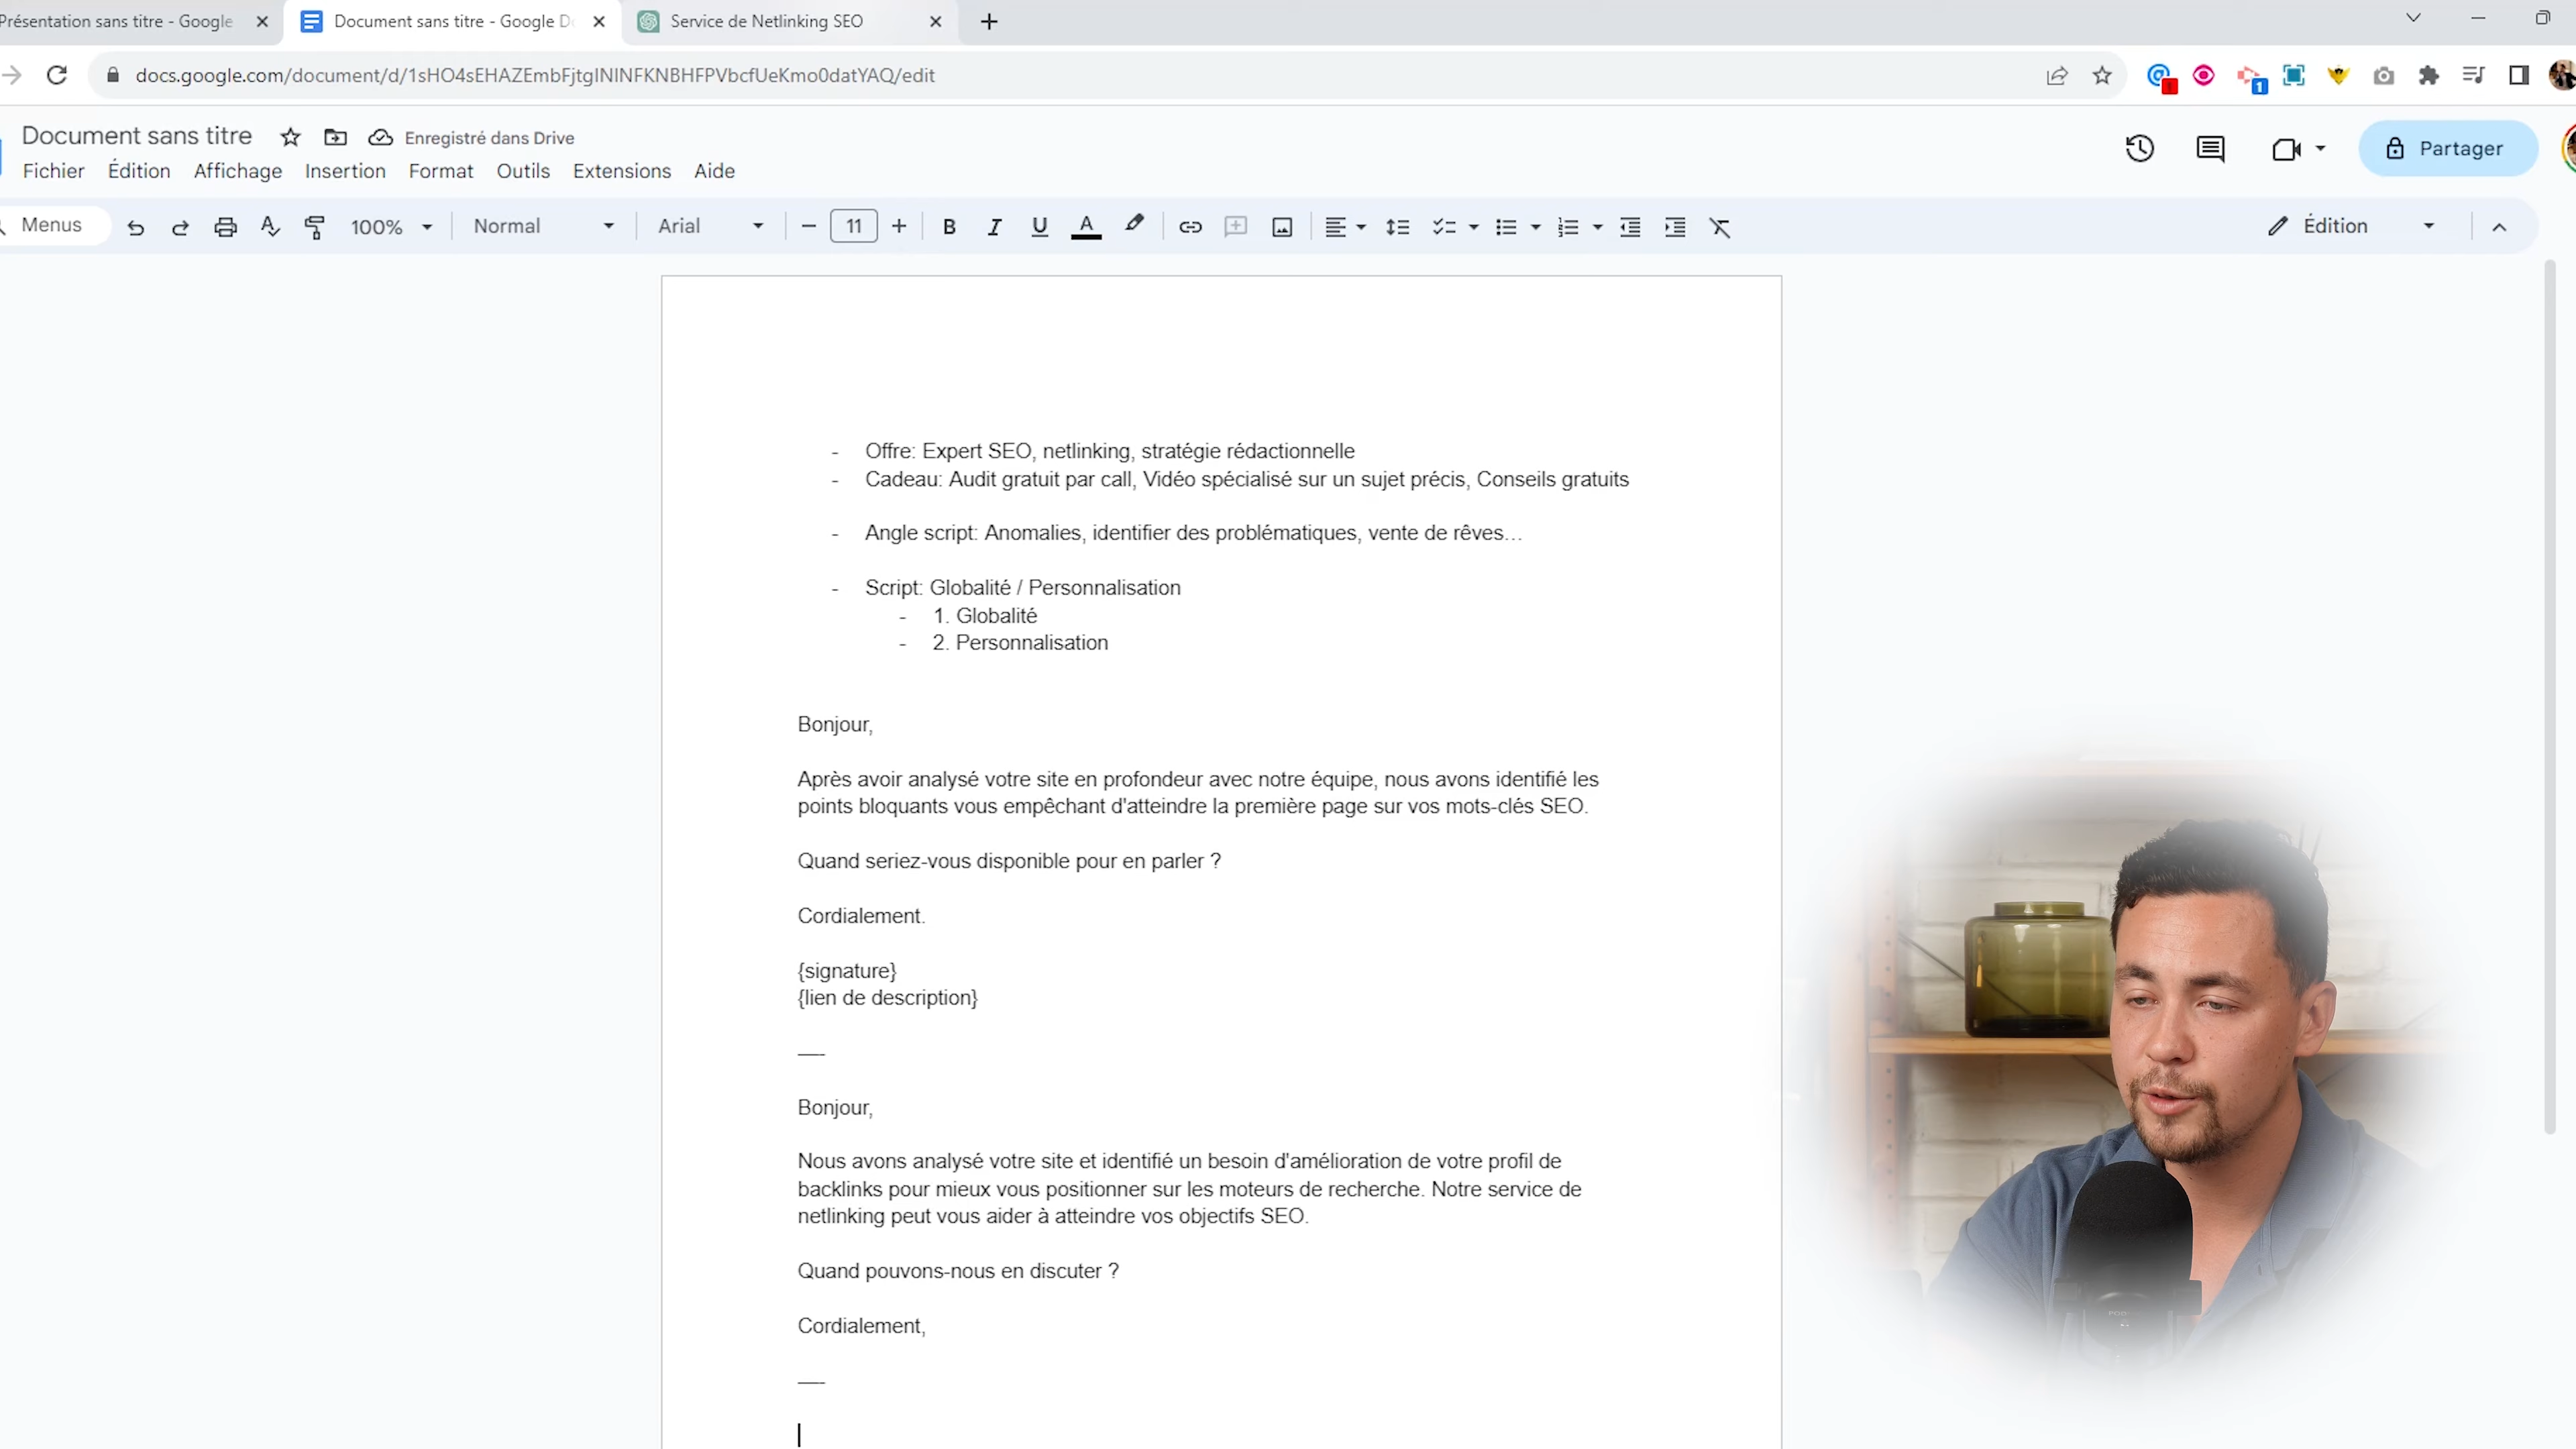 Présentation sans titre - Google
Document sans titre - Google D
Service de Netlinking SEO
Document sans titre
Enregistré dans Drive
Fichier Édition Affichage Insertion Format Outils Extensions Aide
Partager
Menus 100% Normal Arial 11 Édition
- Offre: Expert SEO, netlinking, stratégie rédactionnelle
- Cadeau: Audit gratuit par call, Vidéo spécialisé sur un sujet précis, Conseils gratuits
- Angle script: Anomalies, identifier des problématiques, vente de rêves...
- Script: Globalité / Personnalisation
- 1. Globalité
- 2. Personnalisation
Bonjour,
Après avoir analysé votre site en profondeur avec notre équipe, nous avons identifié les
points bloquants vous empêchant d'atteindre la première page sur vos mots-clés SEO.
Quand seriez-vous disponible pour en parler ?
Cordialement.
{signature}
{lien de description}
—-
Bonjour,
Nous avons analysé votre site et identifié un besoin d'amélioration de votre profil de
backlinks pour mieux vous positionner sur les moteurs de recherche. Notre service de
netlinking peut vous aider à atteindre vos objectifs SEO.
Quand pouvons-nous en discuter ?
Cordialement,
—-